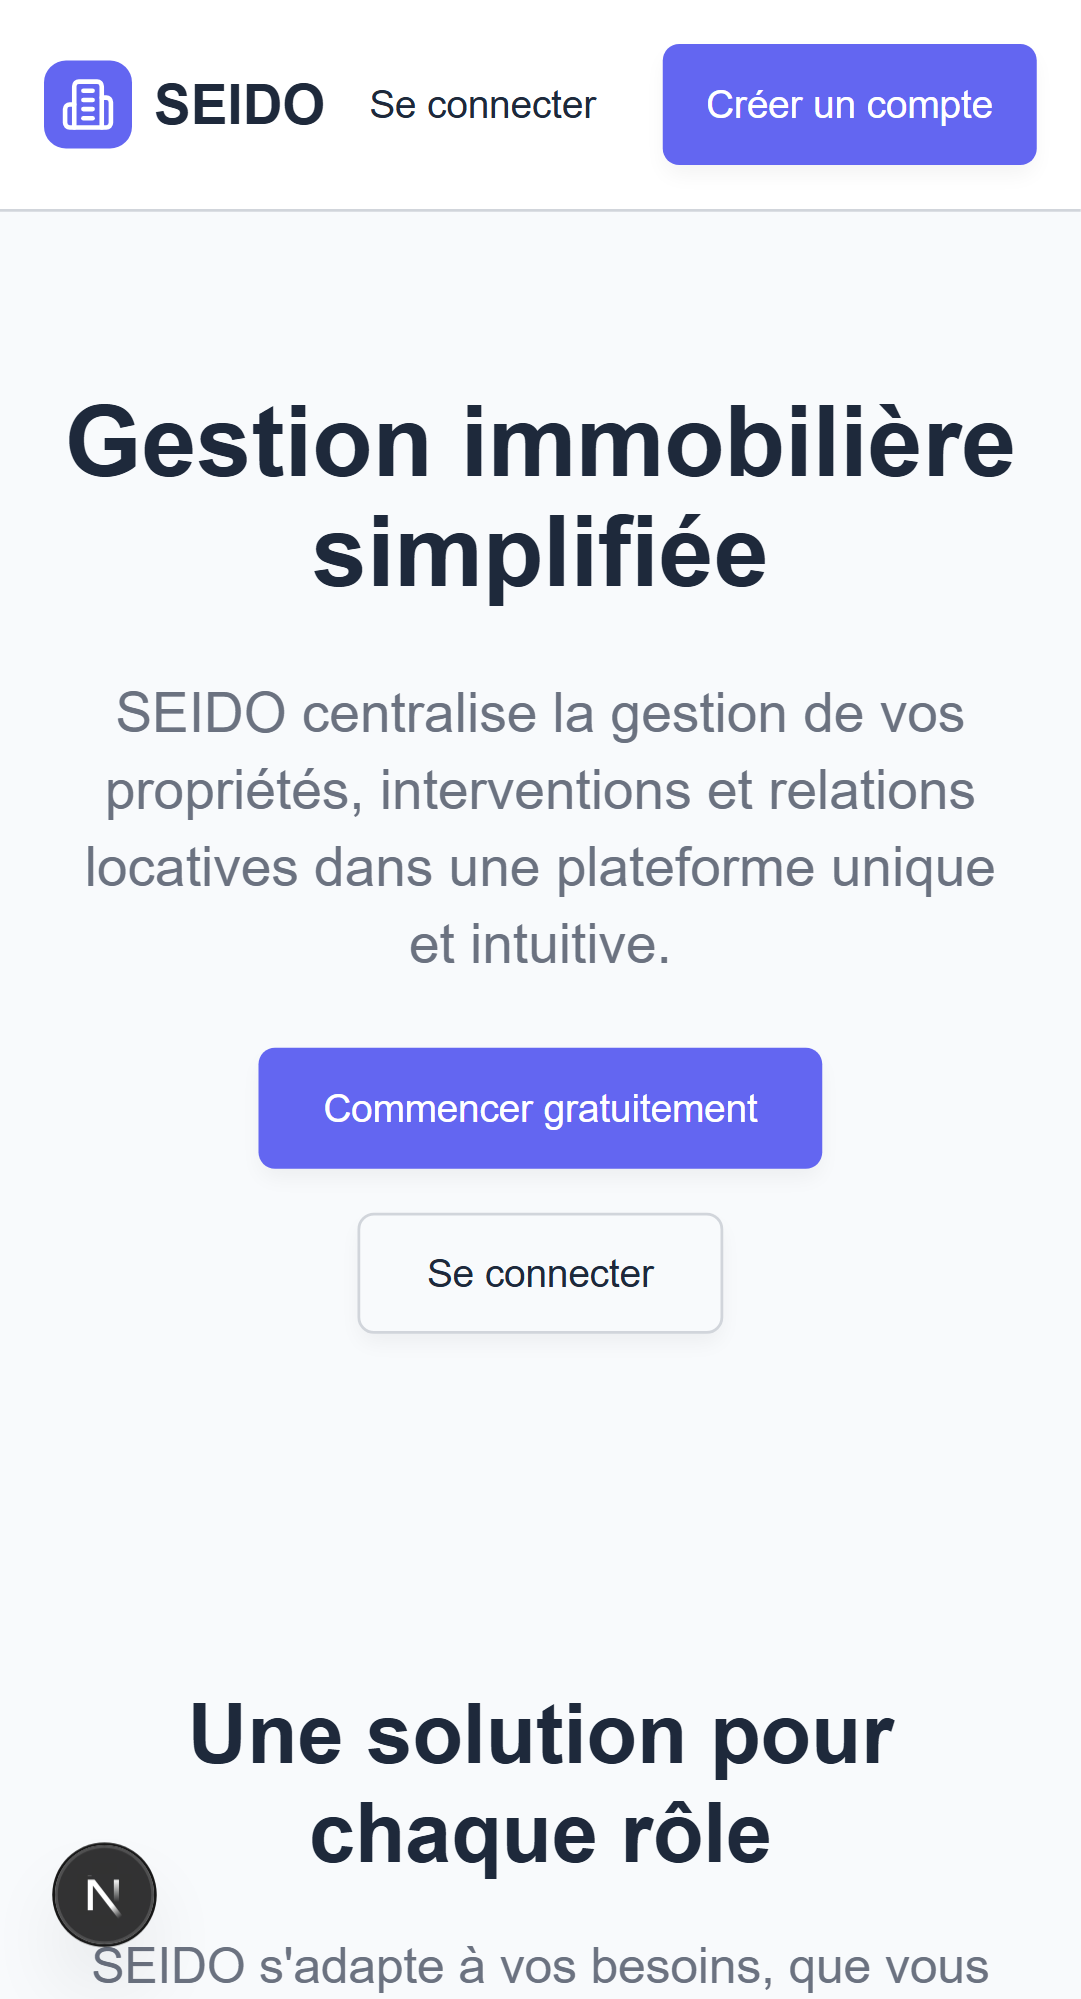 SEIDO
Se connecter
Créer un compte
Gestion immobilière
simplifiée
SEIDO centralise la gestion de vos
propriétés, interventions et relations
locatives dans une plateforme unique
et intuitive.
Commencer gratuitement
Se connecter
Une solution pour
chaque rôle
N
SEIDO s'adapte à vos besoins, que vous